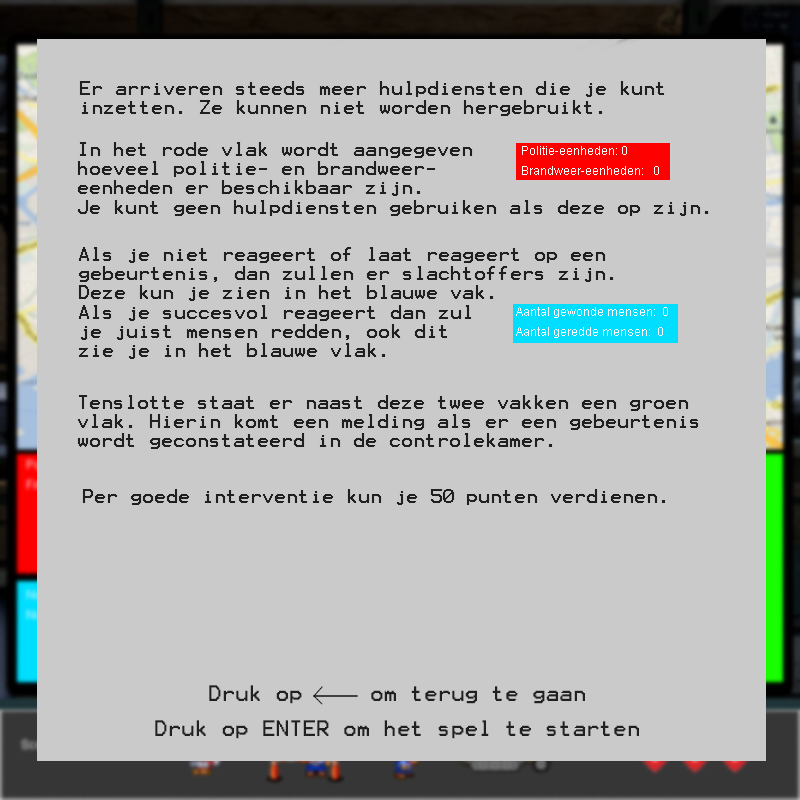 Er arriveren steeds meer hulpdiensten die je kunt
inzetten. Ze kunnen niet worden hergebruikt.
In het rode vlak wordt aangegeven
hoeveel politie- en brandweer-
eenheden er beschikbaar zijn.
Je kunt geen hulpdiensten gebruiken als deze op zijn.
Politie-eenheden: 0
Brandweer-eenheden: 0
Als je niet reageert of laat reageert op een
gebeurtenis, dan zullen er slachtoffers zijn.
Deze kun je zien in het blauwe vak.
Als je succesvol reageert dan zul
je juist mensen redden, ook dit
zie je in het blauwe vlak.
Aantal gewonde mensen: 0
Aantal geredde mensen: 0
Tenslotte staat er naast deze twee vakken een groen
vlak. Hierin komt een melding als er een gebeurtenis
wordt geconstateerd in de controlekamer.
Per goede interventie kun je 50 punten verdienen.
Druk op ← om terug te gaan
Druk op ENTER om het spel te starten